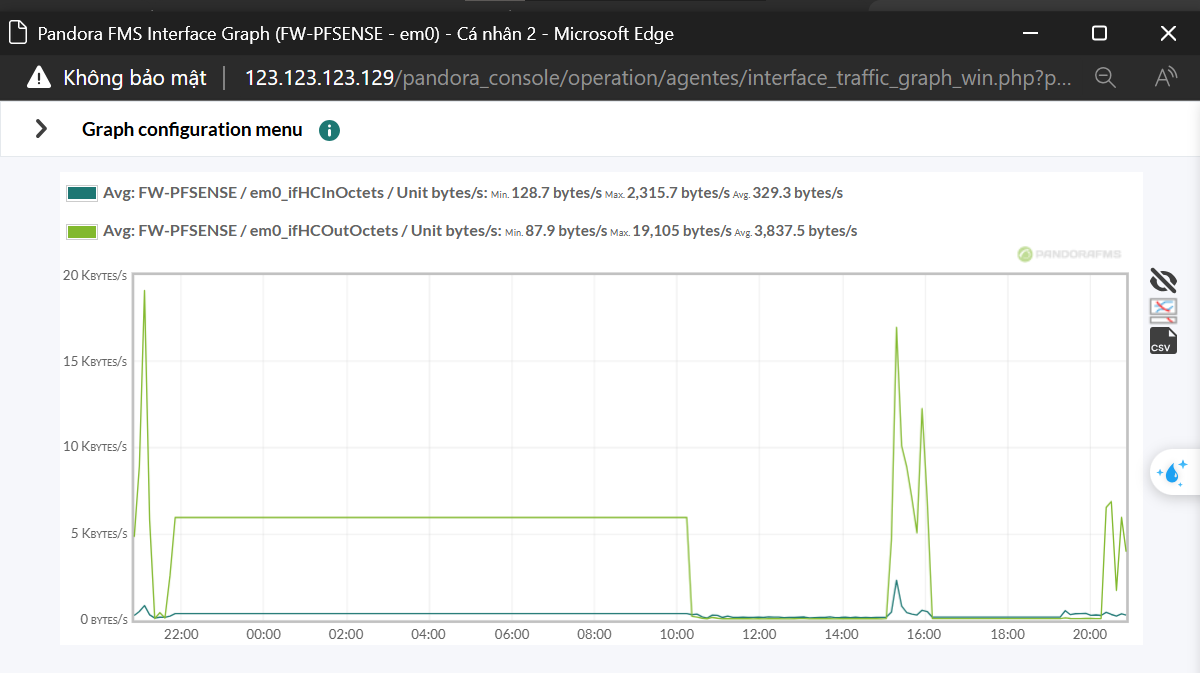 Pandora FMS Interface Graph (FW-PFSENSE - em0) - Cá nhân 2 - Microsoft Edge
Không bảo mật | 123.123.123.129/pandora_console/operation/agentes/interface_traffic_graph_win.php?p...
Graph configuration menu
Avg: FW-PFSENSE / em0_ifHCInOctets / Unit bytes/s: Min. 128.7 bytes/s Max. 2,315.7 bytes/s Avg. 329.3 bytes/s
Avg: FW-PFSENSE / em0_ifHCOutOctets / Unit bytes/s: Min. 87.9 bytes/s Max. 19,105 bytes/s Avg. 3,837.5 bytes/s
PANDORAFMS
20 KBYTES/S
15 KBYTES/S
10 KBYTES/S
5 KBYTES/S
0 BYTES/S
22:00 00:00 02:00 04:00 06:00 08:00 10:00 12:00 14:00 16:00 18:00 20:00
CSV